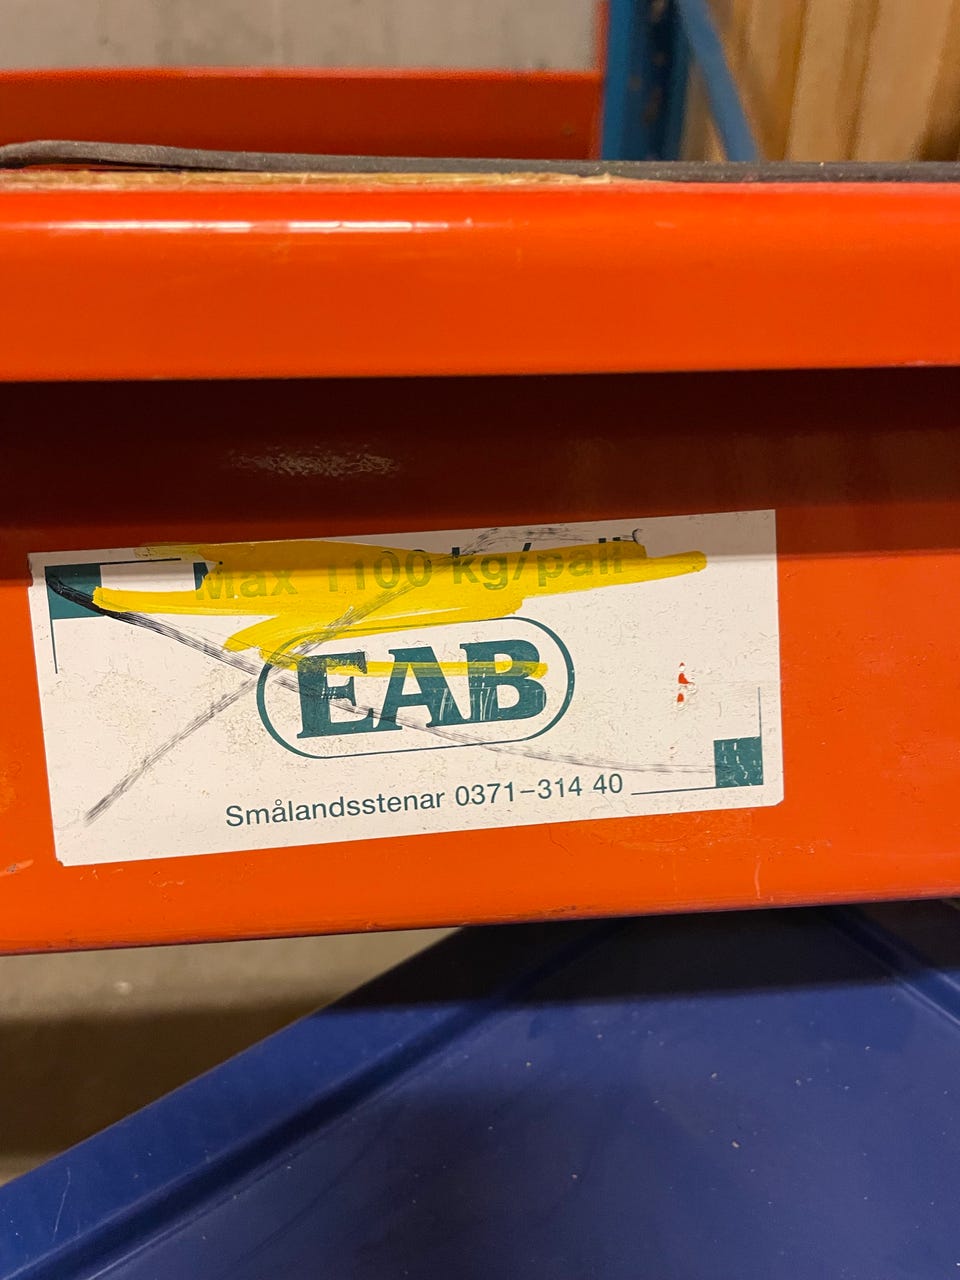 Max 1100 kg/pall
EAB
Smålandsstenar 0371-314 40